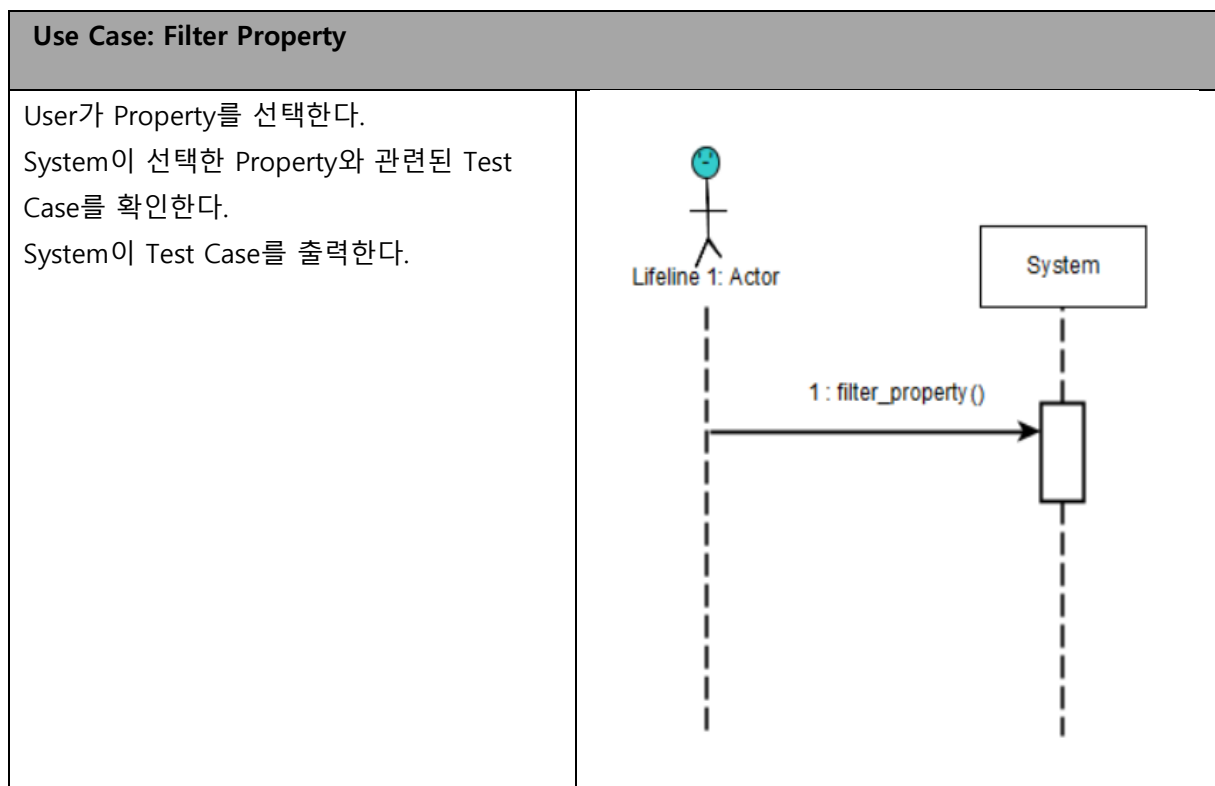 Use Case: Filter Property
User가 Property를 선택한다.
System이 선택한 Property와 관련된 Test
Case를 확인한다.
System이 Test Case를 출력한다.
Lifeline 1: Actor
System
1 : filter_property()